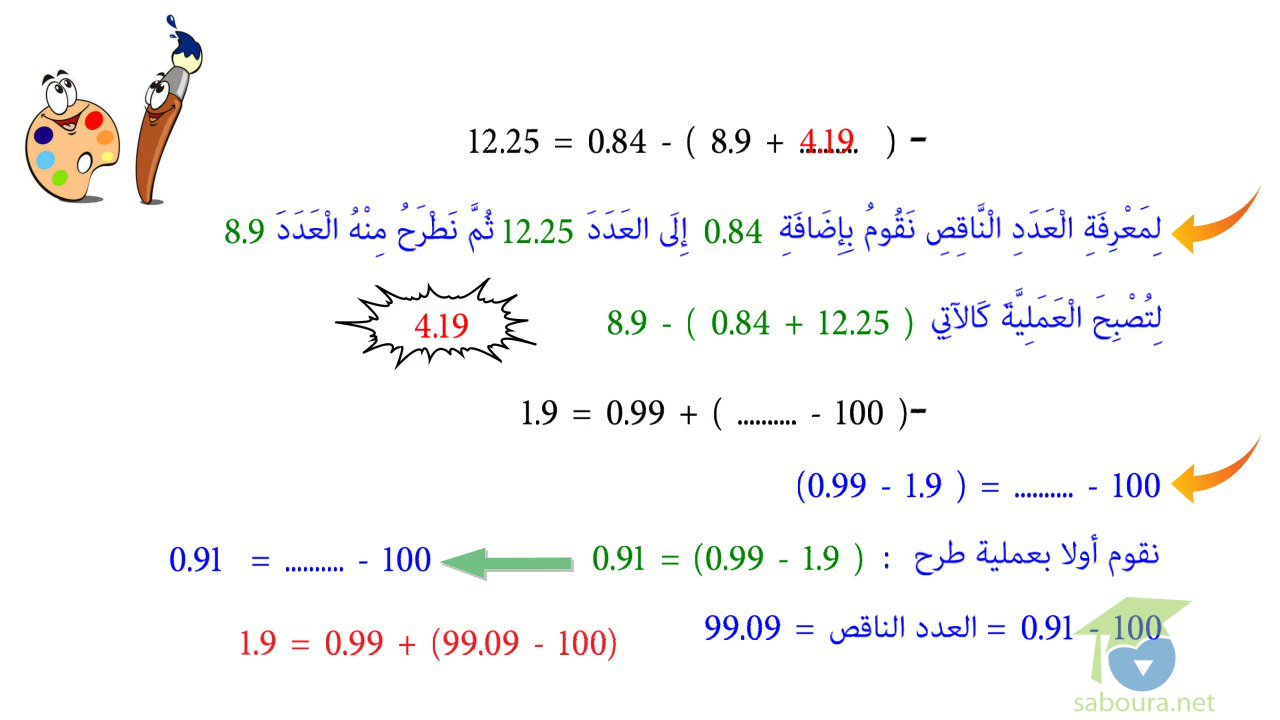 - ( 4.19 + 8.9 ) - 0.84 = 12.25
لِمَعْرِفَةِ الْعَدَدِ الْنَّاقِصِ نَقُومُ بِإِضَافَةِ 0.84 إِلَى العَدَدَ 12.25 ثُمَّ نَطْرَحُ مِنْهُ الْعَدَدَ 8.9
لِتُصْبِحَ الْعَمَلِيَّةَ كَالآتِي ( 12.25 + 0.84 ) - 8.9
4.19
-( 100 - .......... ) + 0.99 = 1.9
100 - .......... = ( 1.9 - 0.99)
نقوم أولا بعملية طرح : ( 1.9 - 0.99) = 0.91
100 - .......... = 0.91
100 - 0.91 = العدد الناقص = 99.09
(100 - 99.09) + 0.99 = 1.9
saboura.net